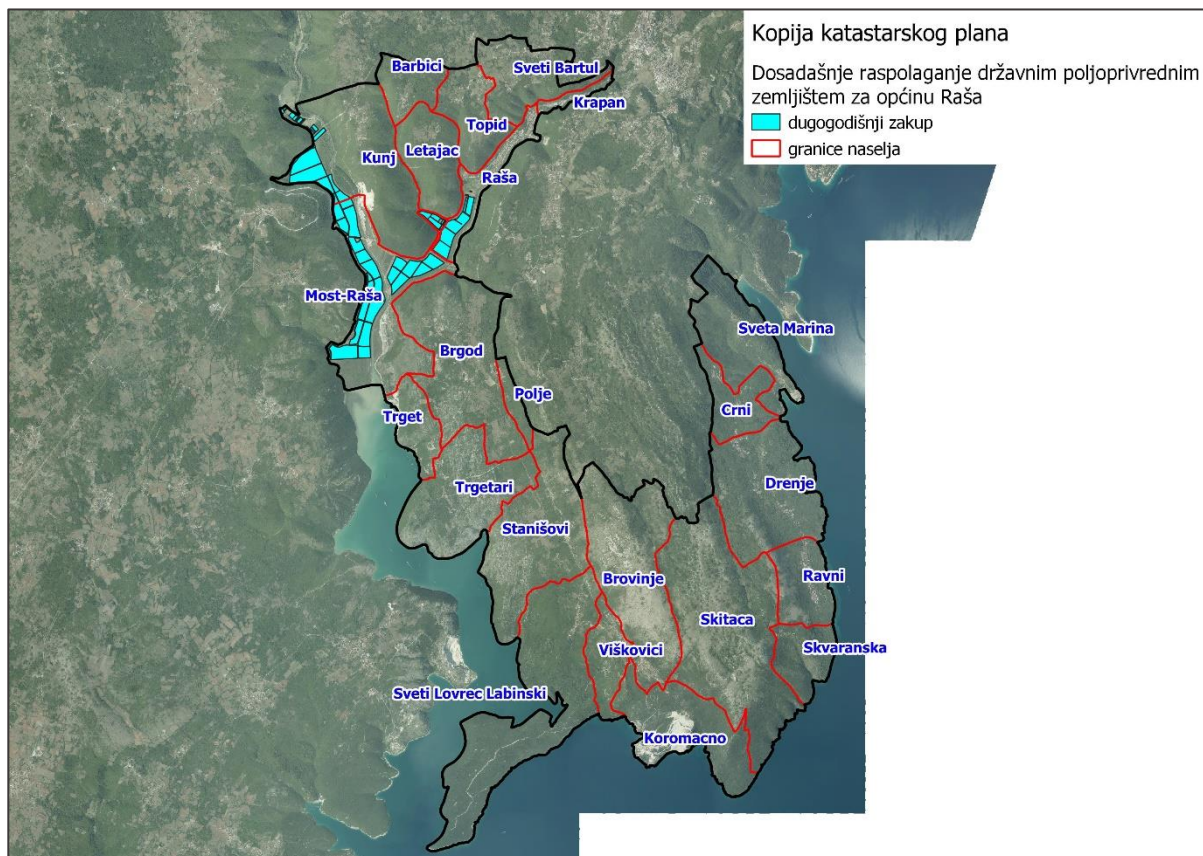 Kopija katastarskog plana
Dosadašnje raspolaganje državnim poljoprivrednim
zemljištem za općinu Raša
dugogodišnji zakup
granice naselja
Barbici
Sveti Bartul
Krapan
Topid
Letajac
Kunj
Raša
Most-Raša
Sveta Marina
Brgod
Polje
Crni
Trget
Drenje
Trgetari
Stanišovi
Brovinje
Ravni
Skitaca
Viškovici
Skvaranska
Sveti Lovrec Labinski
Koromacno